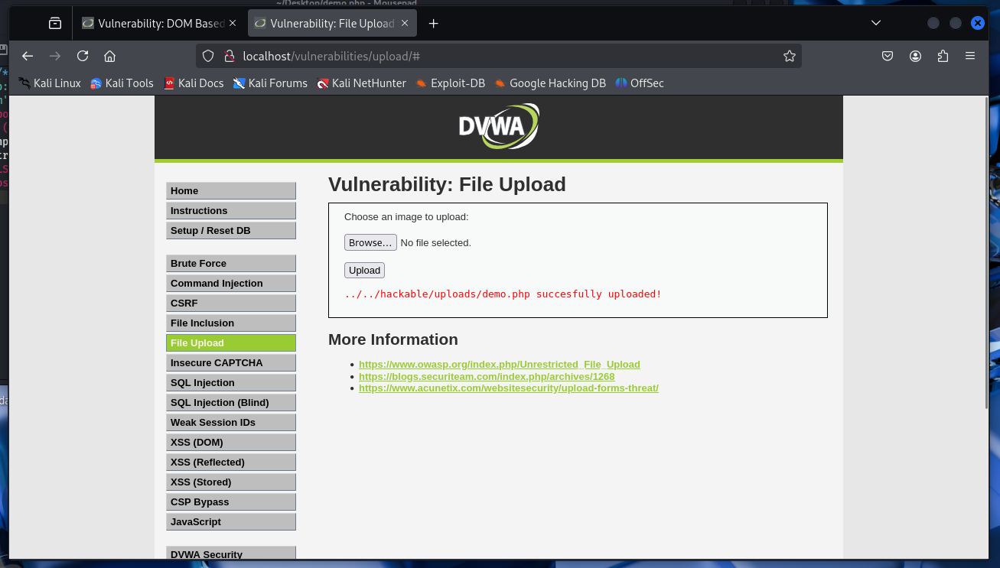 ~/Desktop/demo.php - Mousepad
Vulnerability: DOM Based
Vulnerability: File Upload
localhost/vulnerabilities/upload/#
Kali Linux
Kali Tools
Kali Docs
Kali Forums
Kali NetHunter
Exploit-DB
Google Hacking DB
OffSec
DVWA
Home
Instructions
Setup / Reset DB
Brute Force
Command Injection
CSRF
File Inclusion
File Upload
Insecure CAPTCHA
SQL Injection
SQL Injection (Blind)
Weak Session IDs
XSS (DOM)
XSS (Reflected)
XSS (Stored)
CSP Bypass
JavaScript
DVWA Security
Vulnerability: File Upload
Choose an image to upload:
Browse... No file selected.
Upload
../../hackable/uploads/demo.php succesfully uploaded!
More Information
https://www.owasp.org/index.php/Unrestricted_File_Upload
https://blogs.securiteam.com/index.php/archives/1268
https://www.acunetix.com/websitesecurity/upload-forms-threat/